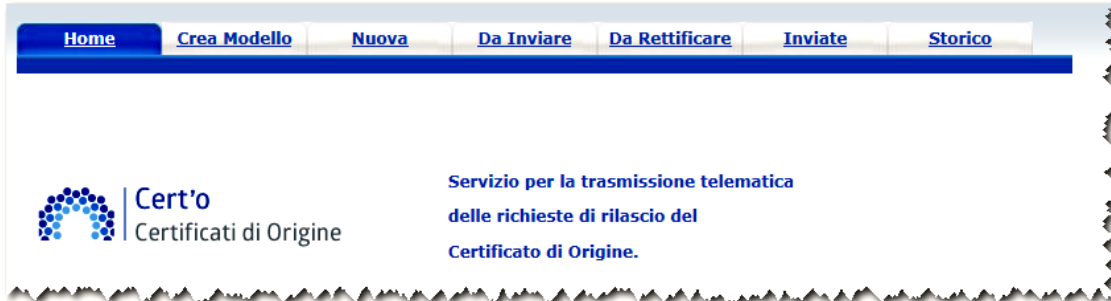 Home Crea Modello Nuova Da Inviare Da Rettificare Inviate Storico
Cert'o
Certificati di Origine
Servizio per la trasmissione telematica
delle richieste di rilascio del
Certificato di Origine.